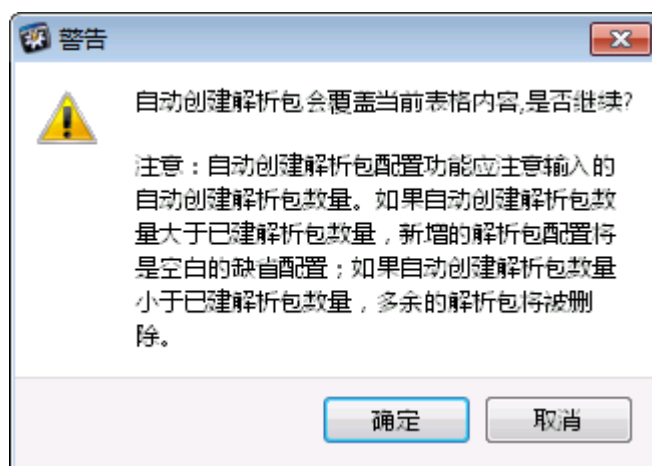 警告
自动创建解析包会覆盖当前表格内容,是否继续?
注意：自动创建解析包配置功能应注意输入的
自动创建解析包数量。如果自动创建解析包数
量大于已建解析包数量，新增的解析包配置将
是空白的缺省配置；如果自动创建解析包数量
小于已建解析包数量，多余的解析包将被删
除。
确定
取消